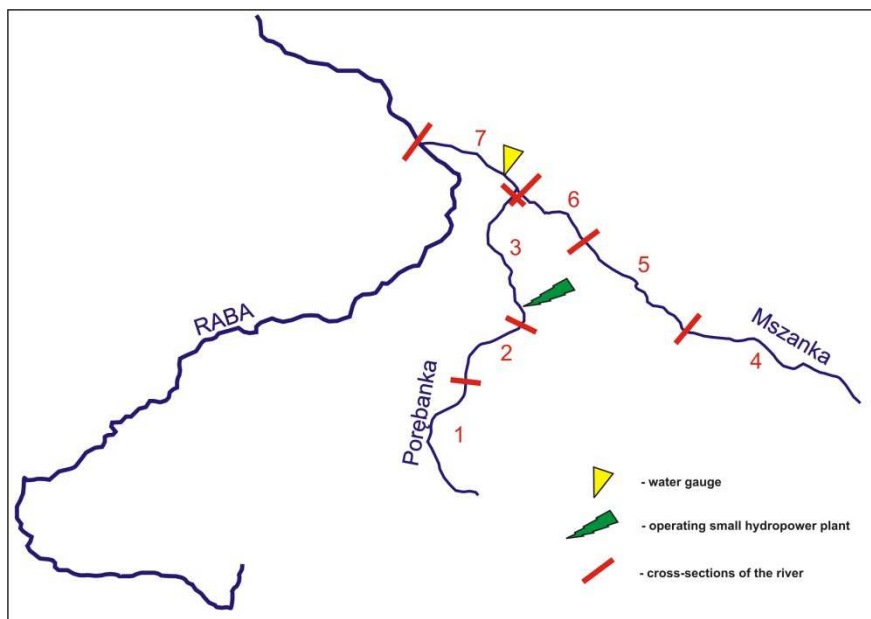 7
6
3
5
RABA
Mszanka
2
4
Porębanka
1
- water gauge
- operating small hydropower plant
- cross-sections of the river